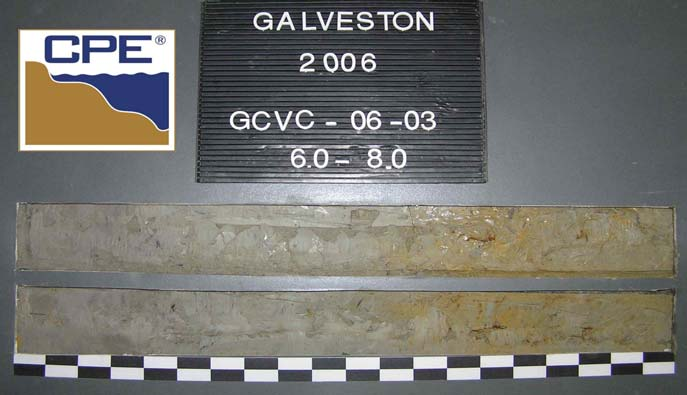 CPE®
GALVESTON
2006
GCVC - 06 - 03
6.0 - 8.0